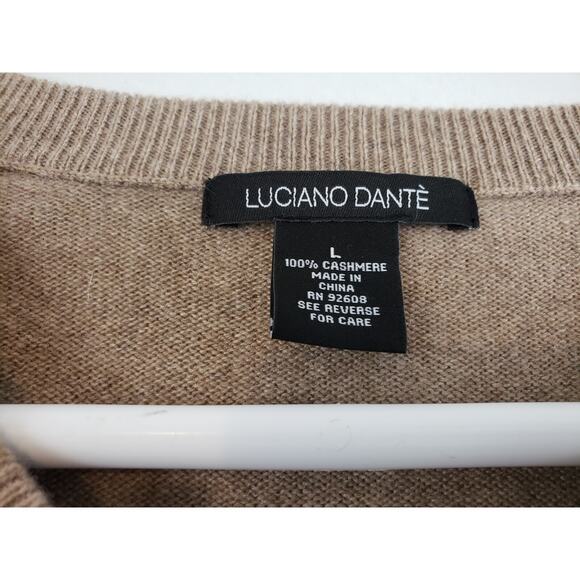 LUCIANO DANTÈ
L
100% CASHMERE
MADE IN
CHINA
RN 92608
SEE REVERSE
FOR CARE